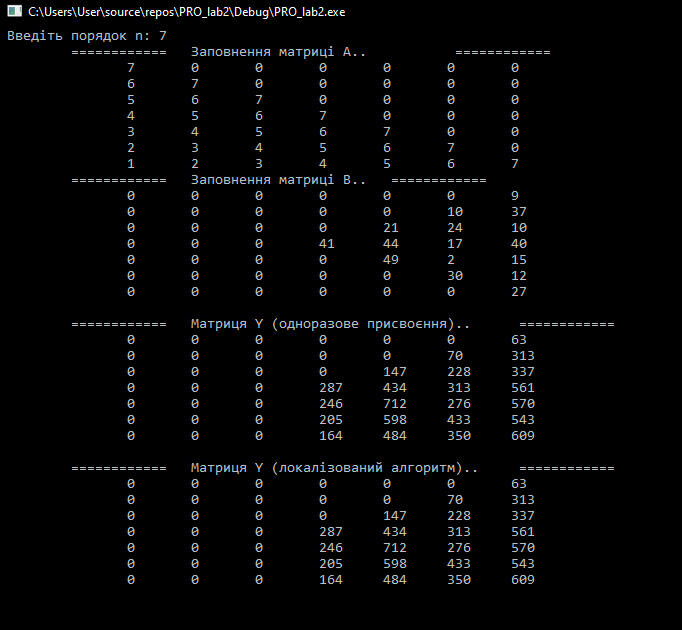 C:\Users\User\source\repos\PRO_lab2\Debug\PRO_lab2.exe
Введіть порядок n: 7
============ Заповнення матриці А.. ============
7 0 0 0 0 0 0
6 7 0 0 0 0 0
5 6 7 0 0 0 0
4 5 6 7 0 0 0
3 4 5 6 7 0 0
2 3 4 5 6 7 0
1 2 3 4 5 6 7
============ Заповнення матриці В.. ============
0 0 0 0 0 0 9
0 0 0 0 0 10 37
0 0 0 0 21 24 10
0 0 0 41 44 17 40
0 0 0 0 49 2 15
0 0 0 0 0 30 12
0 0 0 0 0 0 27
============ Матриця Y (одноразове присвоєння).. ============
0 0 0 0 0 0 63
0 0 0 0 0 70 313
0 0 0 0 147 228 337
0 0 0 287 434 313 561
0 0 0 246 712 276 570
0 0 0 205 598 433 543
0 0 0 164 484 350 609
============ Матриця Y (локалізований алгоритм).. ============
0 0 0 0 0 0 63
0 0 0 0 0 70 313
0 0 0 0 147 228 337
0 0 0 287 434 313 561
0 0 0 246 712 276 570
0 0 0 205 598 433 543
0 0 0 164 484 350 609